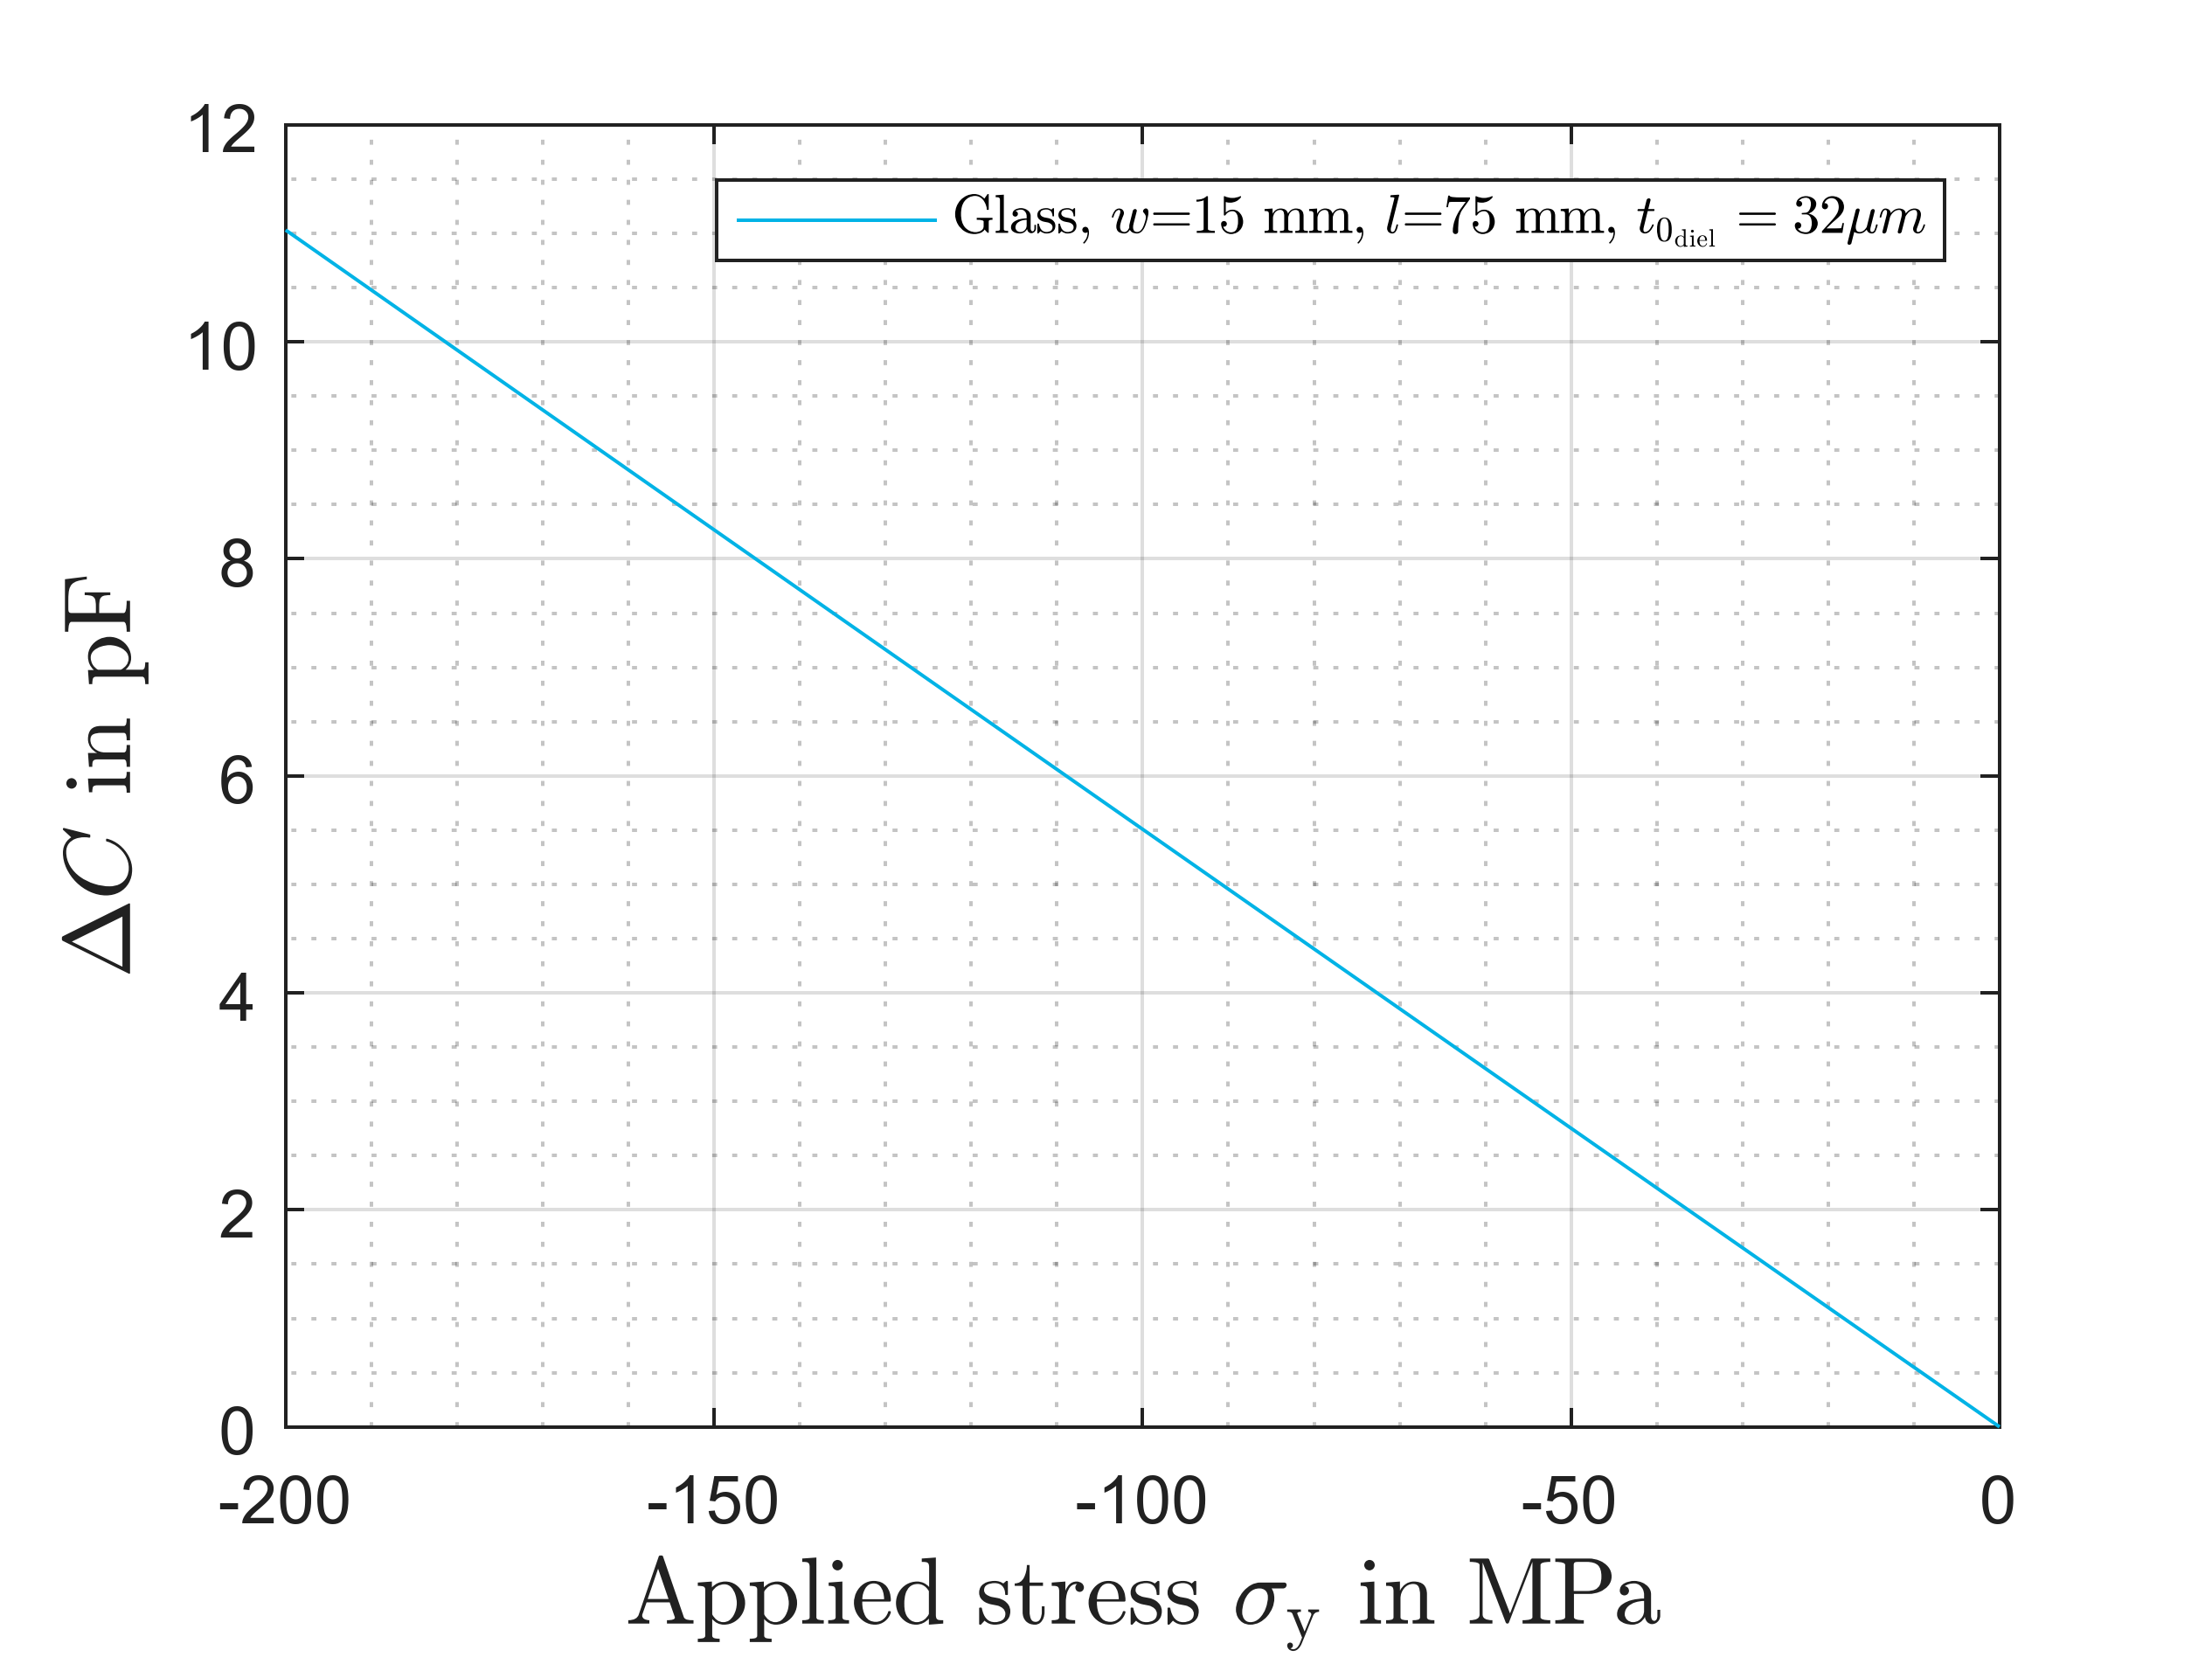 12
Glass, w=15 mm, l=75 mm, t₀diel = 32μm
10
8
6
4
2
0
ΔC in pF
-200 -150 -100 -50 0
Applied stress σy in MPa